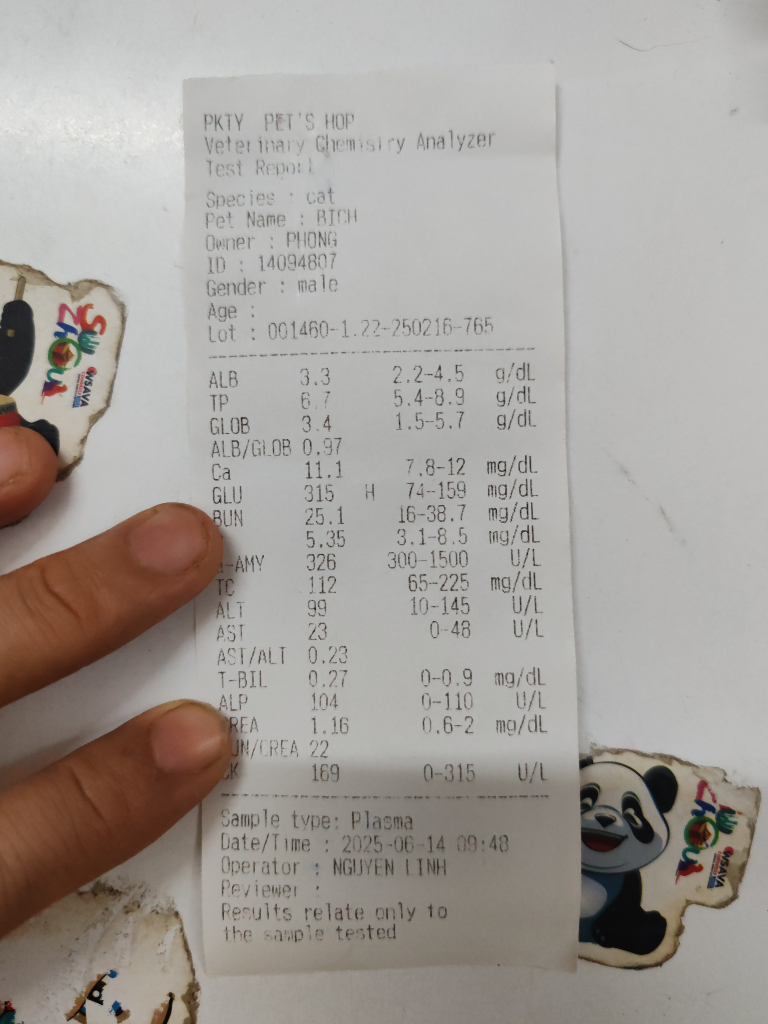 PKTY PET'S HOP
Veterinary Chemistry Analyzer
Test Report
Species : cat
Pet Name : BICH
Owner : PHONG
ID : 14094807
Gender : male
Age :
Lot : 001460-1.22-250216-765
ALB 3.3 2.2-4.5 g/dL
TP 6.7 5.4-8.9 g/dL
GLOB 3.4 1.5-5.7 g/dL
ALB/GLOB 0.97
Ca 11.1 7.8-12 mg/dL
GLU 315 H 74-159 mg/dL
BUN 25.1 16-38.7 mg/dL
5.35 3.1-8.5 mg/dL
-AMY 326 300-1500 U/L
TC 112 65-225 mg/dL
ALT 99 10-145 U/L
AST 23 0-48 U/L
AST/ALT 0.23
T-BIL 0.27 0-0.9 mg/dL
ALP 104 0-110 U/L
REA 1.16 0.6-2 mg/dL
UN/CREA 22
CK 169 0-315 U/L
Sample type: Plasma
Date/Time : 2025-06-14 09:48
Operator : NGUYEN LINH
Reviewer :
Results relate only to
the sample tested
WSAVA
WSAVA